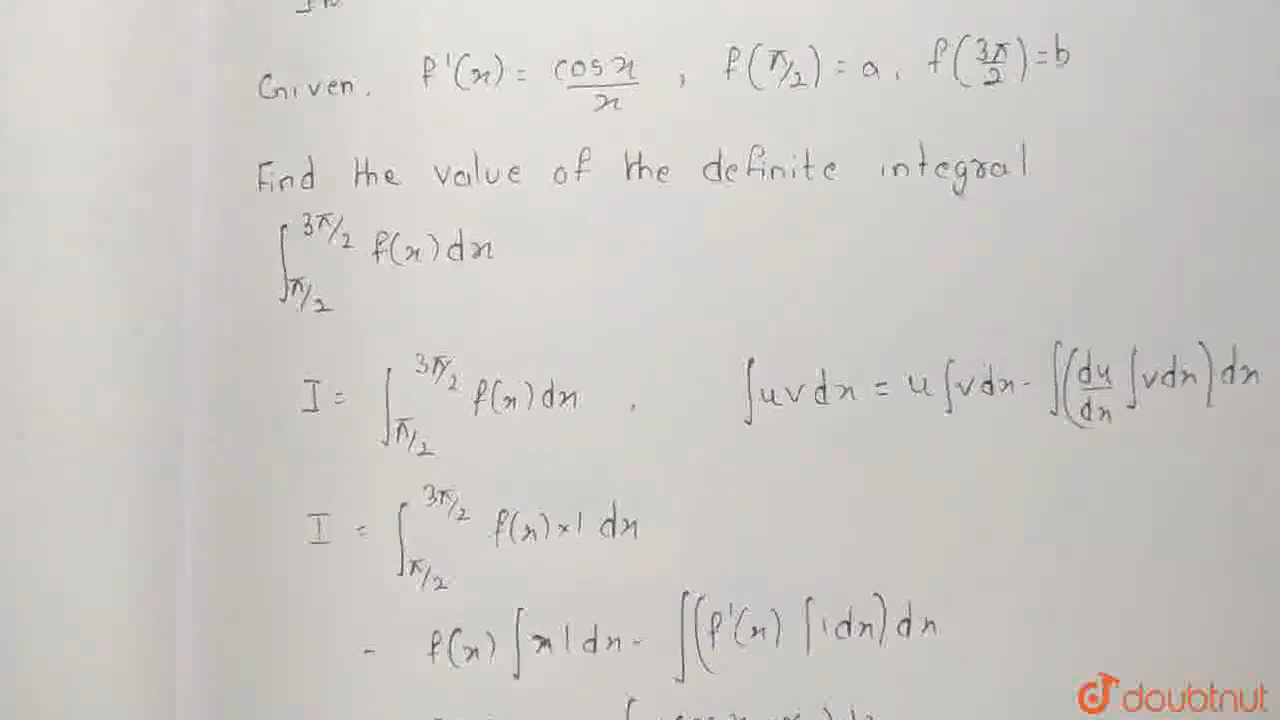 Given. f'(x) = cos x / x , f(π/2) = a, f(3π/2) = b
Find the value of the definite integral
∫_{π/2}^{3π/2} f(x) dx
I = ∫_{π/2}^{3π/2} f(x) dx , ∫uv dx = u∫v dx - ∫(du/dx ∫v dx) dx
I = ∫_{π/2}^{3π/2} f(x) × 1 dx
= f(x) ∫ 1 dx - ∫(f'(x) ∫1 dx) dx
doubtnut